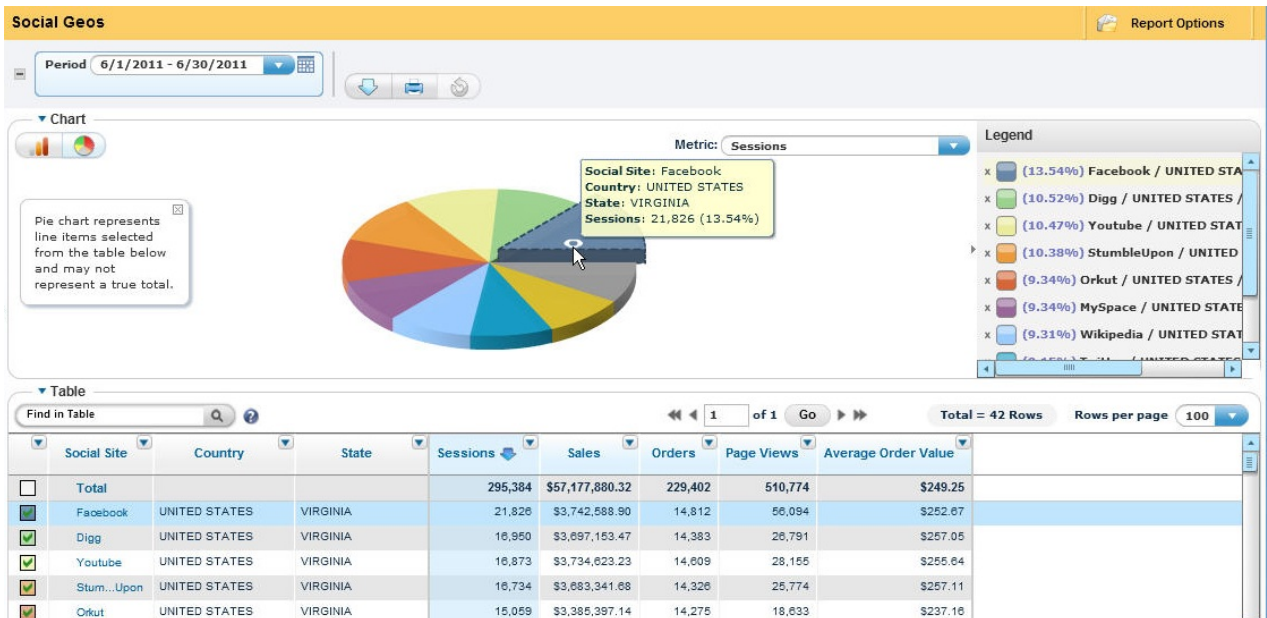 Social Geos
Report Options
Period 6/1/2011 - 6/30/2011
Chart
Metric: Sessions
Pie chart represents
line items selected
from the table below
and may not
represent a true total.
Social Site: Facebook
Country: UNITED STATES
State: VIRGINIA
Sessions: 21,826 (13.54%)
Legend
x (13.54%) Facebook / UNITED STA
x (10.52%) Digg / UNITED STATES /
x (10.47%) Youtube / UNITED STAT
x (10.38%) StumbleUpon / UNITED
x (9.34%) Orkut / UNITED STATES /
x (9.34%) MySpace / UNITED STATE
x (9.31%) Wikipedia / UNITED STAT
Table
Find in Table
1 of 1 Go
Total = 42 Rows
Rows per page 100
Social Site Country State Sessions Sales Orders Page Views Average Order Value
Total 295,384 $57,177,880.32 229,402 510,774 $249.25
Facebook UNITED STATES VIRGINIA 21,826 $3,742,588.90 14,812 56,094 $252.67
Digg UNITED STATES VIRGINIA 16,950 $3,697,153.47 14,383 26,791 $257.05
Youtube UNITED STATES VIRGINIA 16,873 $3,734,623.23 14,609 28,155 $255.64
Stum...Upon UNITED STATES VIRGINIA 16,734 $3,683,341.68 14,326 25,774 $257.11
Orkut UNITED STATES VIRGINIA 15,059 $3,385,397.14 14,275 18,633 $237.16